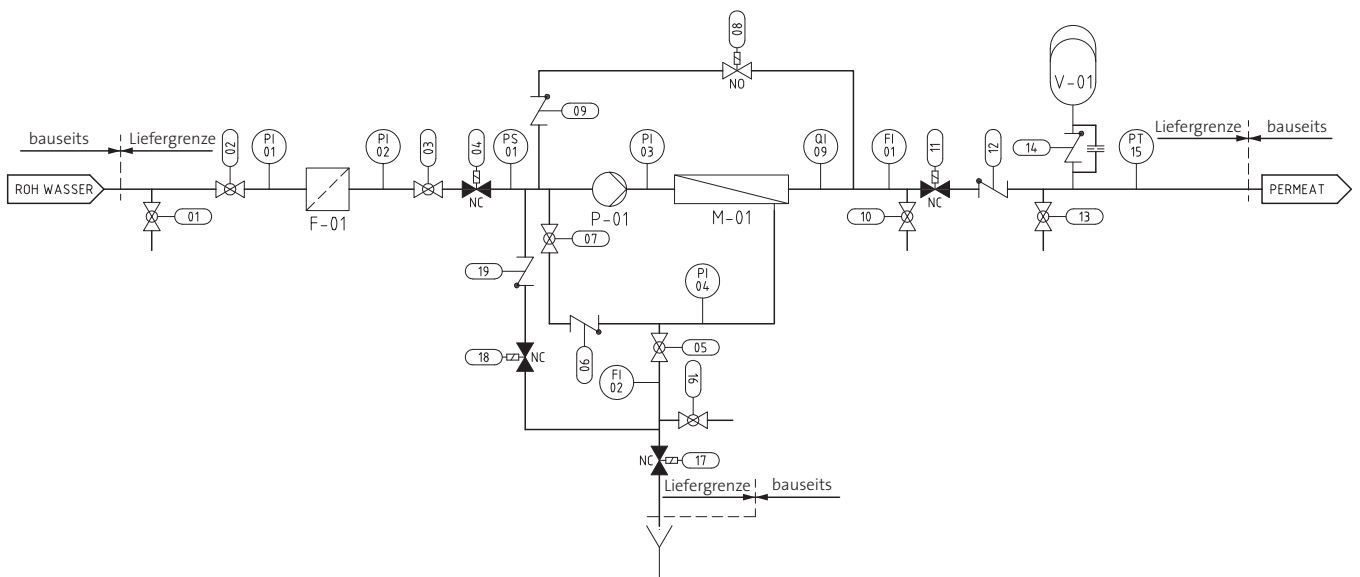 08
V-01
NO
09
bauseits
Liefergrenze
02
PI
01
PI
02
03
04
PS
01
PI
03
QI
09
FI
01
11
12
14
PT
15
Liefergrenze
bauseits
ROH WASSER
F-01
NC
P-01
M-01
NC
PERMEAT
01
07
10
13
19
PI
04
18
NC
06
05
FI
02
16
NC
17
Liefergrenze
bauseits